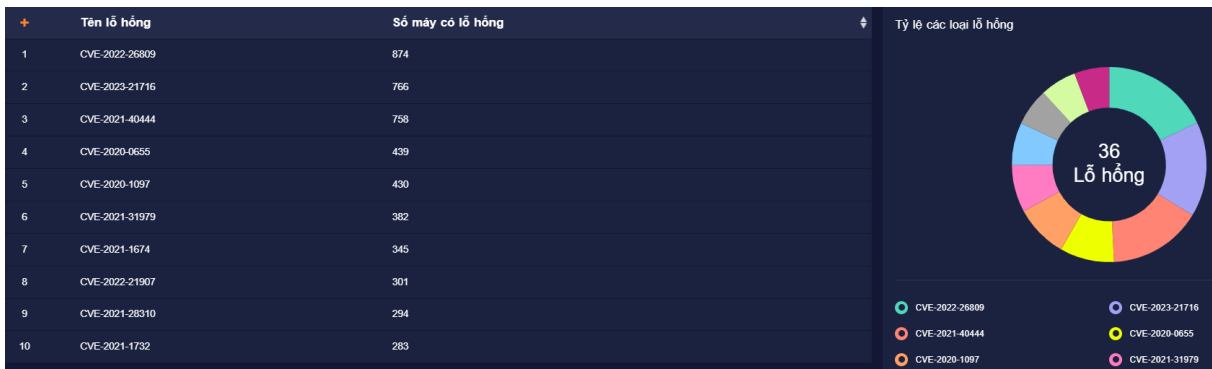 + Tên lỗ hổng Số máy có lỗ hổng
1 CVE-2022-26809 874
2 CVE-2023-21716 766
3 CVE-2021-40444 758
4 CVE-2020-0655 439
5 CVE-2020-1097 430
6 CVE-2021-31979 382
7 CVE-2021-1674 345
8 CVE-2022-21907 301
9 CVE-2021-28310 294
10 CVE-2021-1732 283
Tỷ lệ các loại lỗ hổng
36
Lỗ hổng
CVE-2022-26809 CVE-2023-21716
CVE-2021-40444 CVE-2020-0655
CVE-2020-1097 CVE-2021-31979